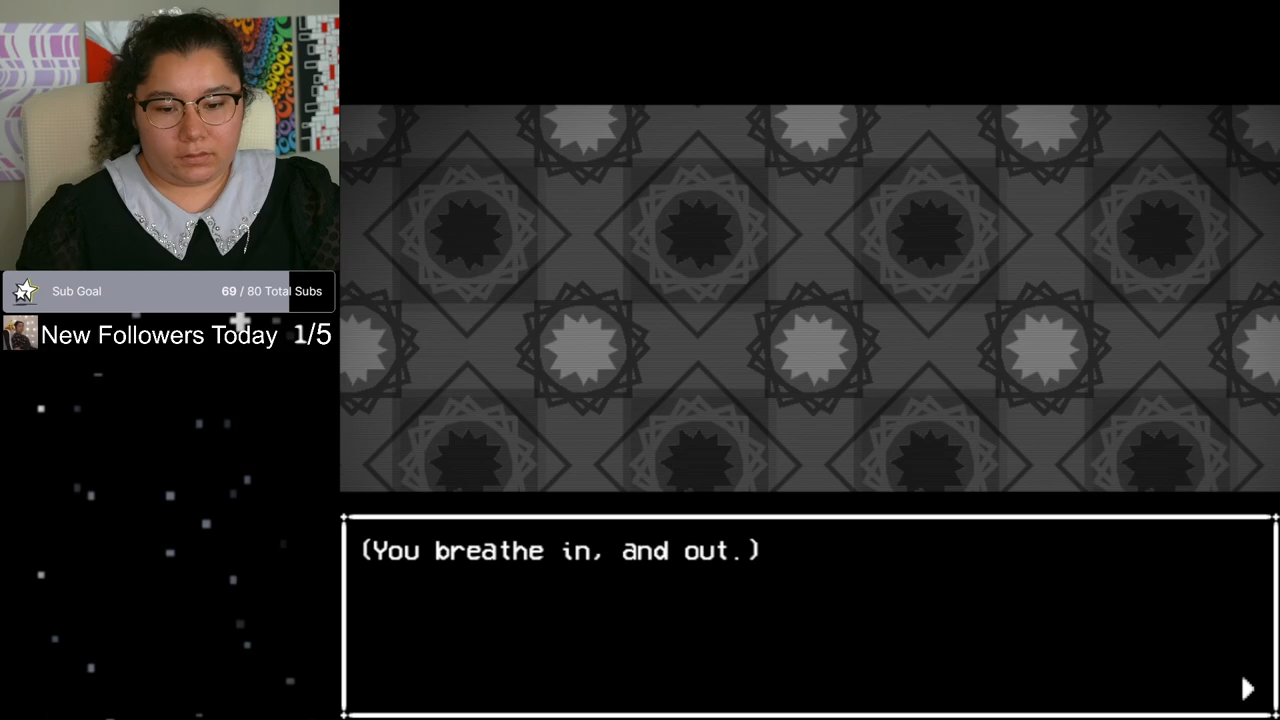 Sub Goal 69 / 80 Total Subs
New Followers Today 1/5
(You breathe in, and out.)